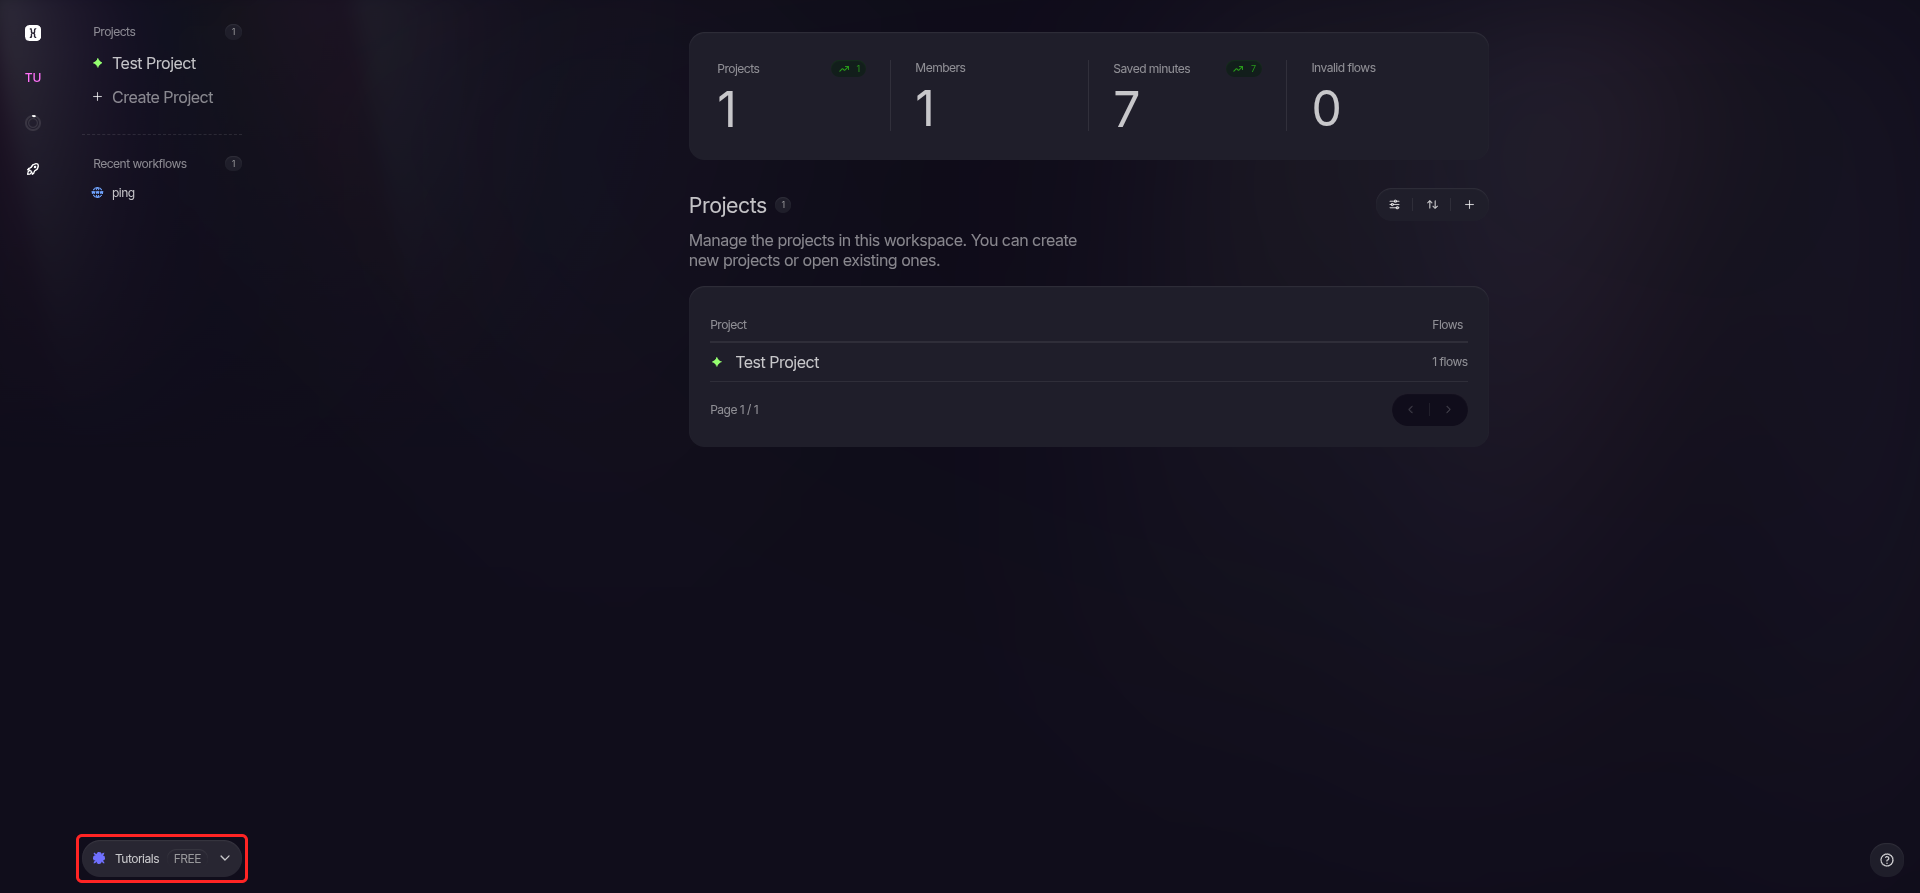 TU
Projects 1
Test Project
Create Project
Recent workflows 1
ping
Projects 1
1
Members
1
Saved minutes 7
7
Invalid flows
0
Projects 1
Manage the projects in this workspace. You can create
new projects or open existing ones.
Project Flows
Test Project 1 flows
Page 1 / 1
Tutorials FREE